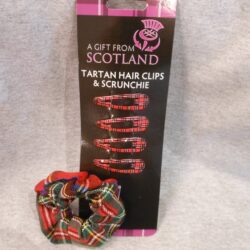 A GIFT FROM
SCOTLAND
TARTAN HAIR CLIPS
& SCRUNCHIE